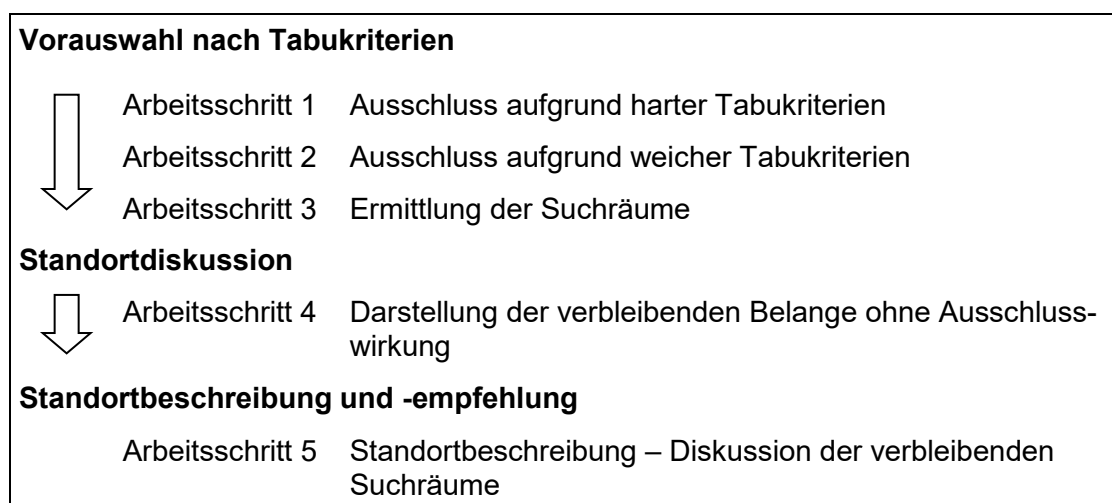 Vorauswahl nach Tabukriterien
Arbeitsschritt 1 Ausschluss aufgrund harter Tabukriterien
Arbeitsschritt 2 Ausschluss aufgrund weicher Tabukriterien
Arbeitsschritt 3 Ermittlung der Suchräume
Standortdiskussion
Arbeitsschritt 4 Darstellung der verbleibenden Belange ohne Ausschluss-
wirkung
Standortbeschreibung und -empfehlung
Arbeitsschritt 5 Standortbeschreibung – Diskussion der verbleibenden
Suchräume